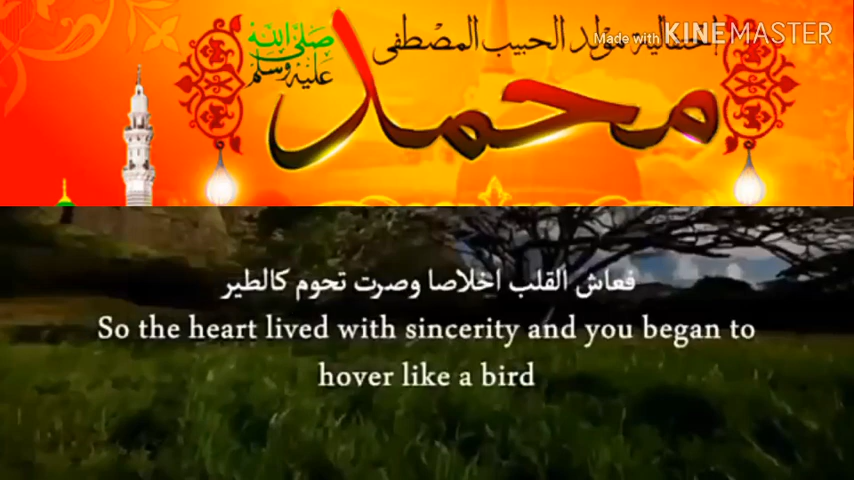 احتفالية مولد الحبيب المصطفى
Made with KINEMASTER
صلى الله
عليه وسلم
محمد
فعاش القلب اخلاصا وصرت تحوم كالطير
So the heart lived with sincerity and you began to
hover like a bird